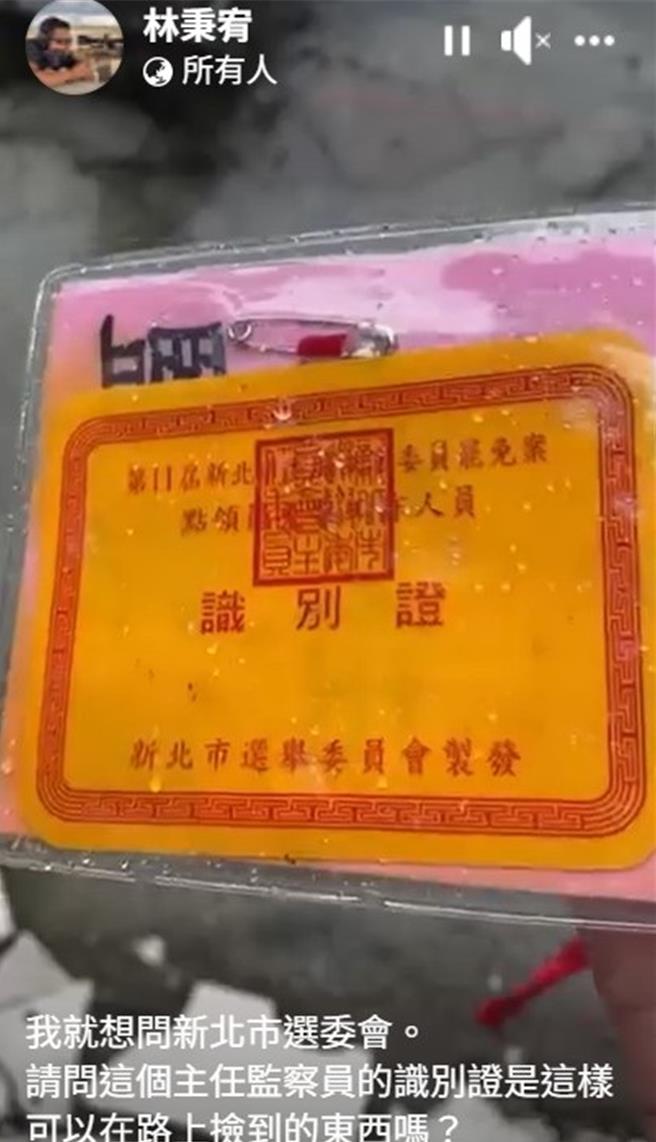 林秉宥
所有人
第11屆新北 委員罷免案
點領 人員
識別證
新北市選舉委員會製發
我就想問新北市選委會。
請問這個主任監察員的識別證是這樣
可以在路上撿到的東西嗎？